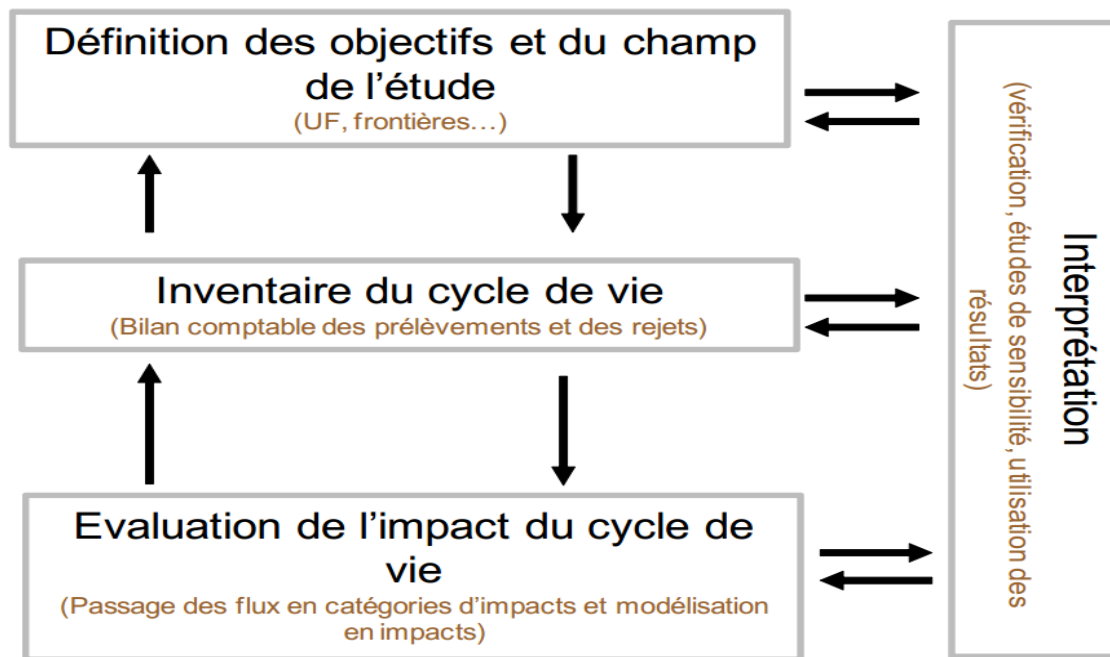 Définition des objectifs et du champ
de l’étude
(UF, frontières…)
Inventaire du cycle de vie
(Bilan comptable des prélèvements et des rejets)
Evaluation de l’impact du cycle de
vie
(Passage des flux en catégories d’impacts et modélisation
en impacts)
Interprétation
(vérification, études de sensibilité, utilisation des
résultats)